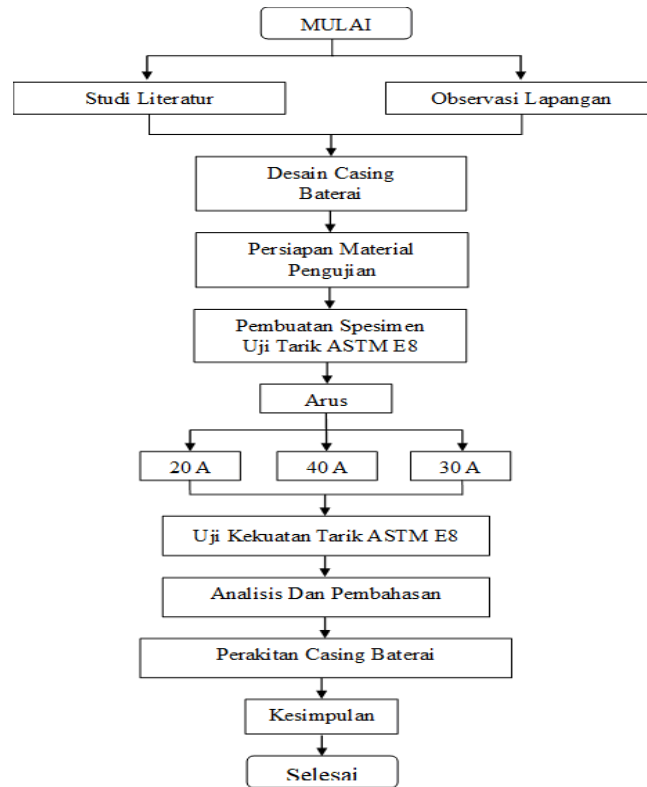 MULAI
Studi Literatur
Observasi Lapangan
Desain Casing
Baterai
Persiapan Material
Pengujian
Pembuatan Spesimen
Uji Tarik ASTM E8
Arus
20 A
40 A
30 A
Uji Kekuatan Tarik ASTM E8
Analisis Dan Pembahasan
Perakitan Casing Baterai
Kesimpulan
Selesai